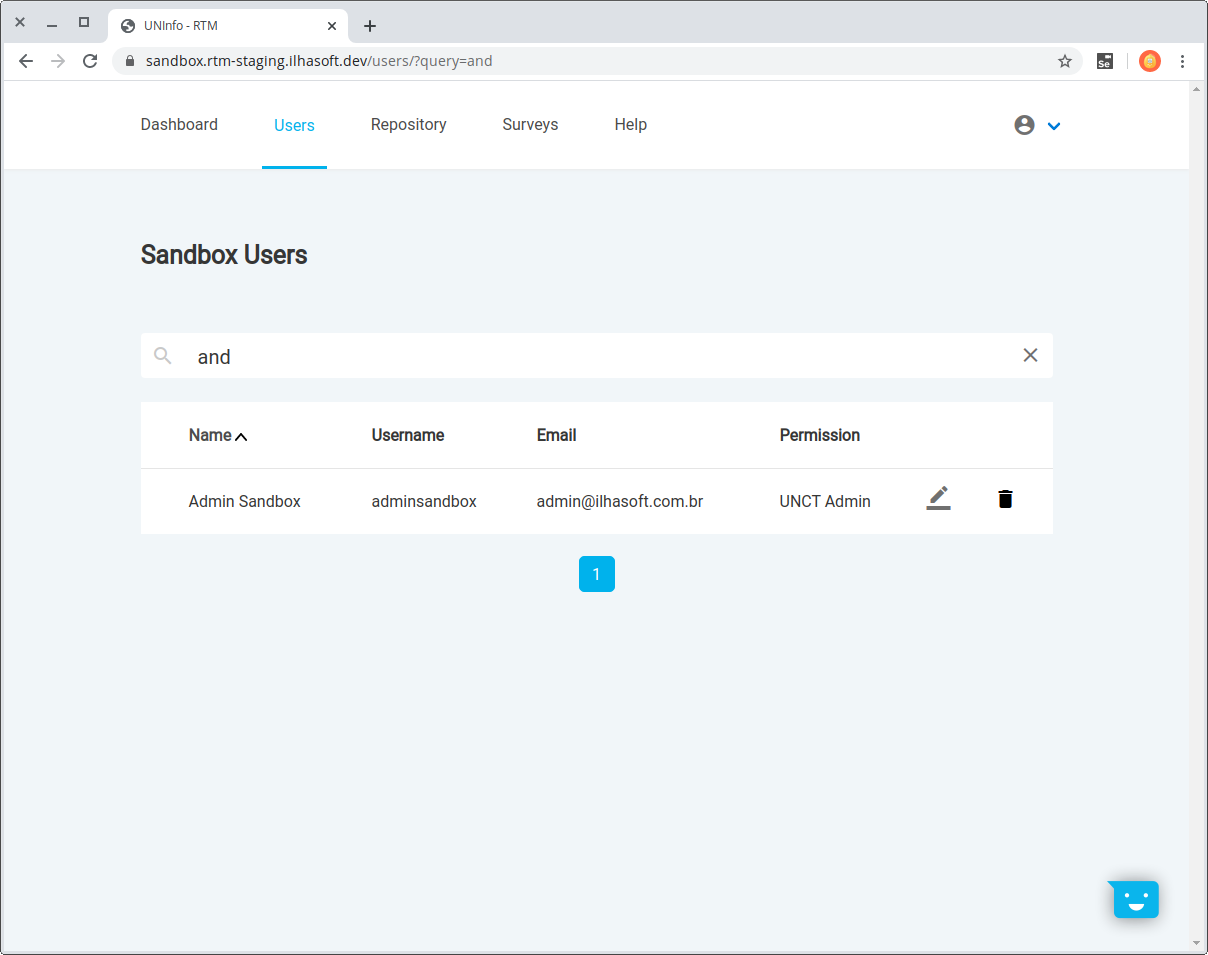 UNInfo - RTM
sandbox.rtm-staging.ilhasoft.dev/users/?query=and
Se
Dashboard Users Repository Surveys Help
Sandbox Users
and
Name Username Email Permission
Admin Sandbox adminsandbox admin@ilhasoft.com.br UNCT Admin
1